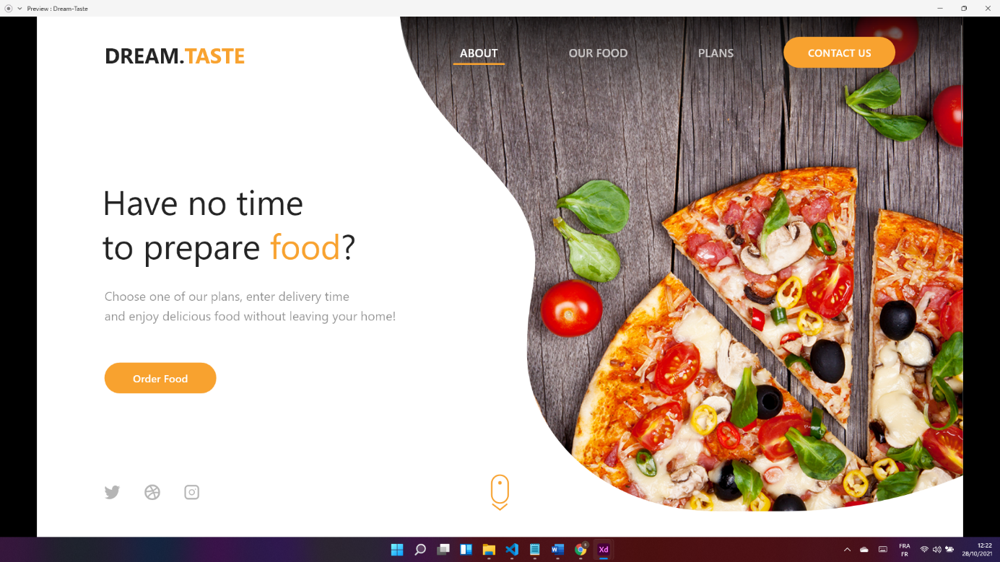 Preview : Dream-Taste
DREAM.TASTE
ABOUT
OUR FOOD
PLANS
CONTACT US
Have no time
to prepare food?
Choose one of our plans, enter delivery time
and enjoy delicious food without leaving your home!
Order Food
Xd
FRA
FR
12:22
28/10/2021